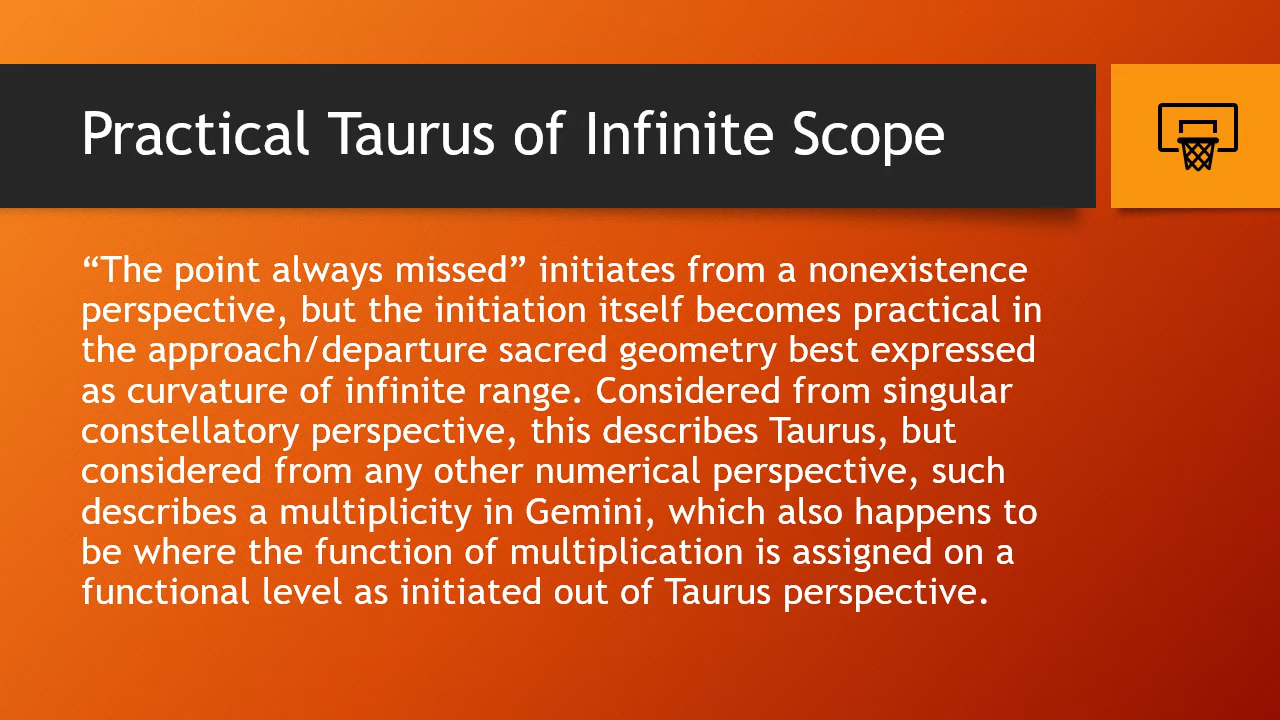 Practical Taurus of Infinite Scope
“The point always missed” initiates from a nonexistence
perspective, but the initiation itself becomes practical in
the approach/departure sacred geometry best expressed
as curvature of infinite range. Considered from singular
constellatory perspective, this describes Taurus, but
considered from any other numerical perspective, such
describes a multiplicity in Gemini, which also happens to
be where the function of multiplication is assigned on a
functional level as initiated out of Taurus perspective.